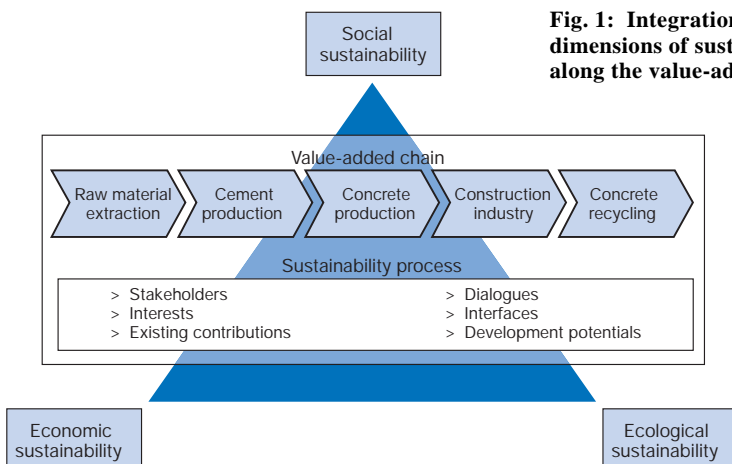 Social
sustainability
Fig. 1: Integration
dimensions of sust
along the value-ad
Value-added chain
Raw material
extraction
Cement
production
Concrete
production
Construction
industry
Concrete
recycling
Sustainability process
> Stakeholders
> Interests
> Existing contributions
> Dialogues
> Interfaces
> Development potentials
Economic
sustainability
Ecological
sustainability